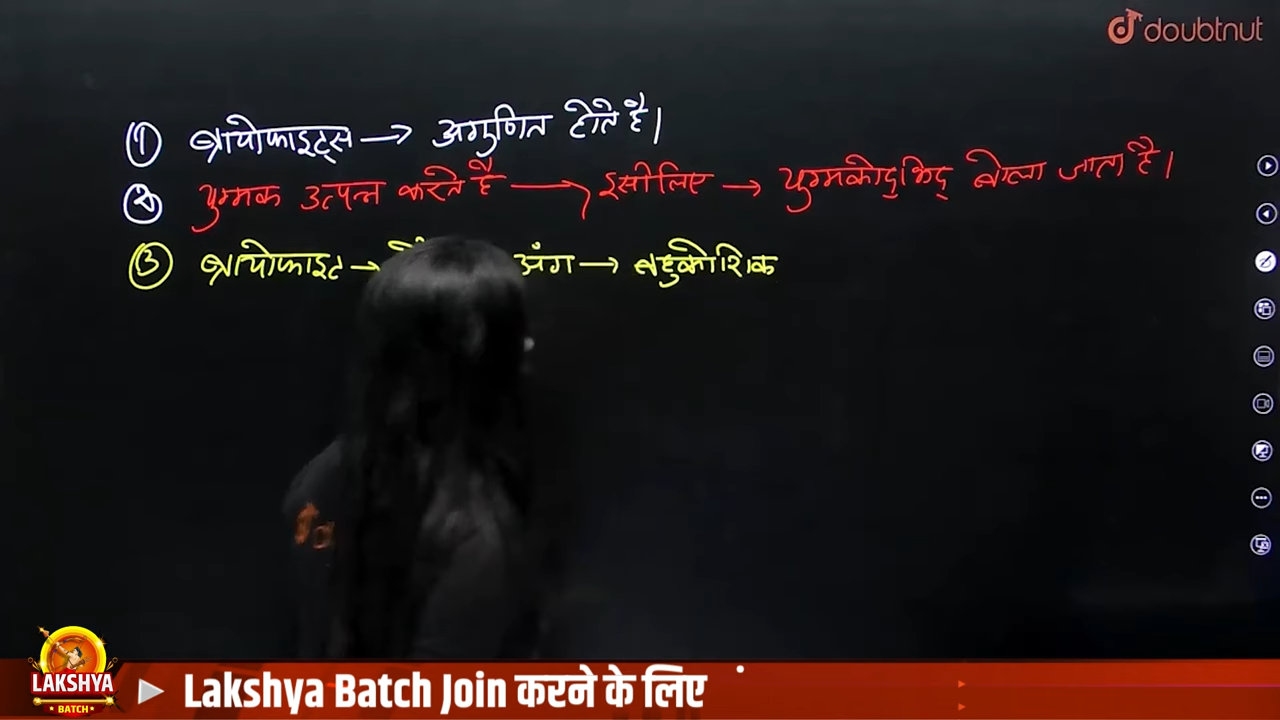 doubtnut
① ब्रायोफाइट्स → अगुणित होते है।
② युग्मक उत्पन्न करते है → इसीलिए → युग्मकोद्भिद् बोला जाता है।
③ ब्रायोफाइट → अंग → बहुकोशिक
LAKSHYA
BATCH
Lakshya Batch Join करने के लिए